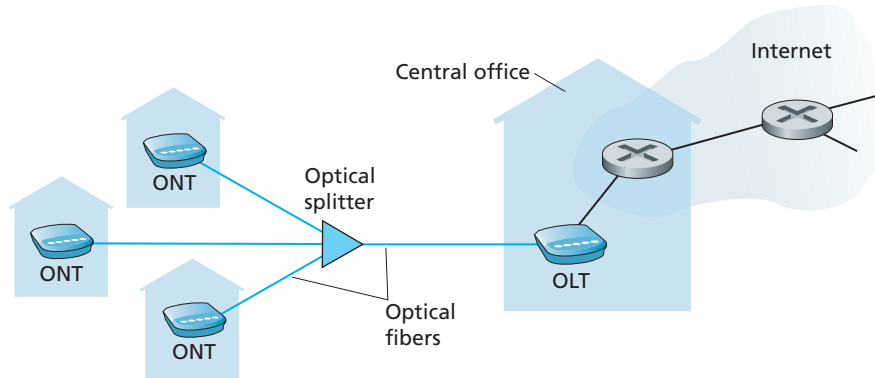 Internet
Central office
ONT
Optical
splitter
ONT
OLT
Optical
fibers
ONT